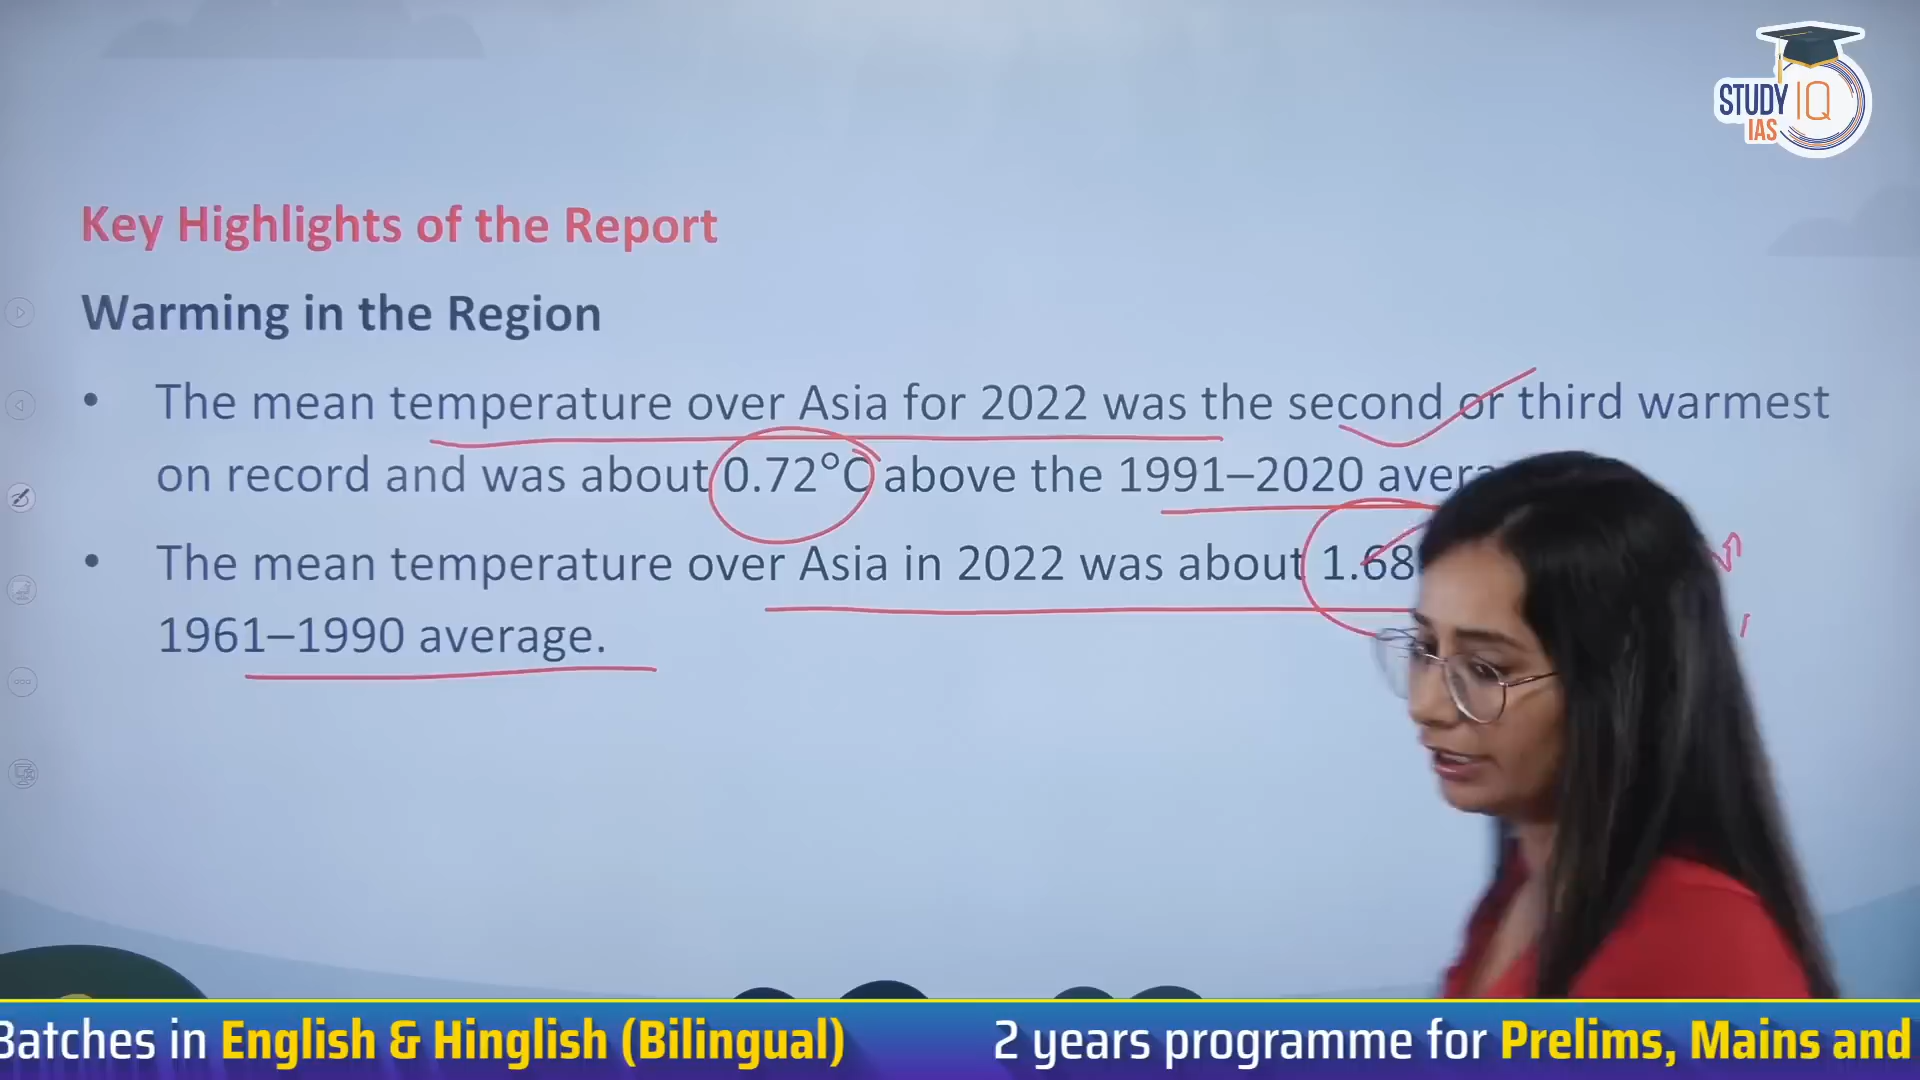 STUDY IQ
IAS
Key Highlights of the Report
Warming in the Region
• The mean temperature over Asia for 2022 was the second or third warmest
on record and was about 0.72°C above the 1991–2020
• The mean temperature over Asia in 2022 was about 1.68
1961–1990 average.
Batches in English & Hinglish (Bilingual) 2 years programme for Prelims, Mains and